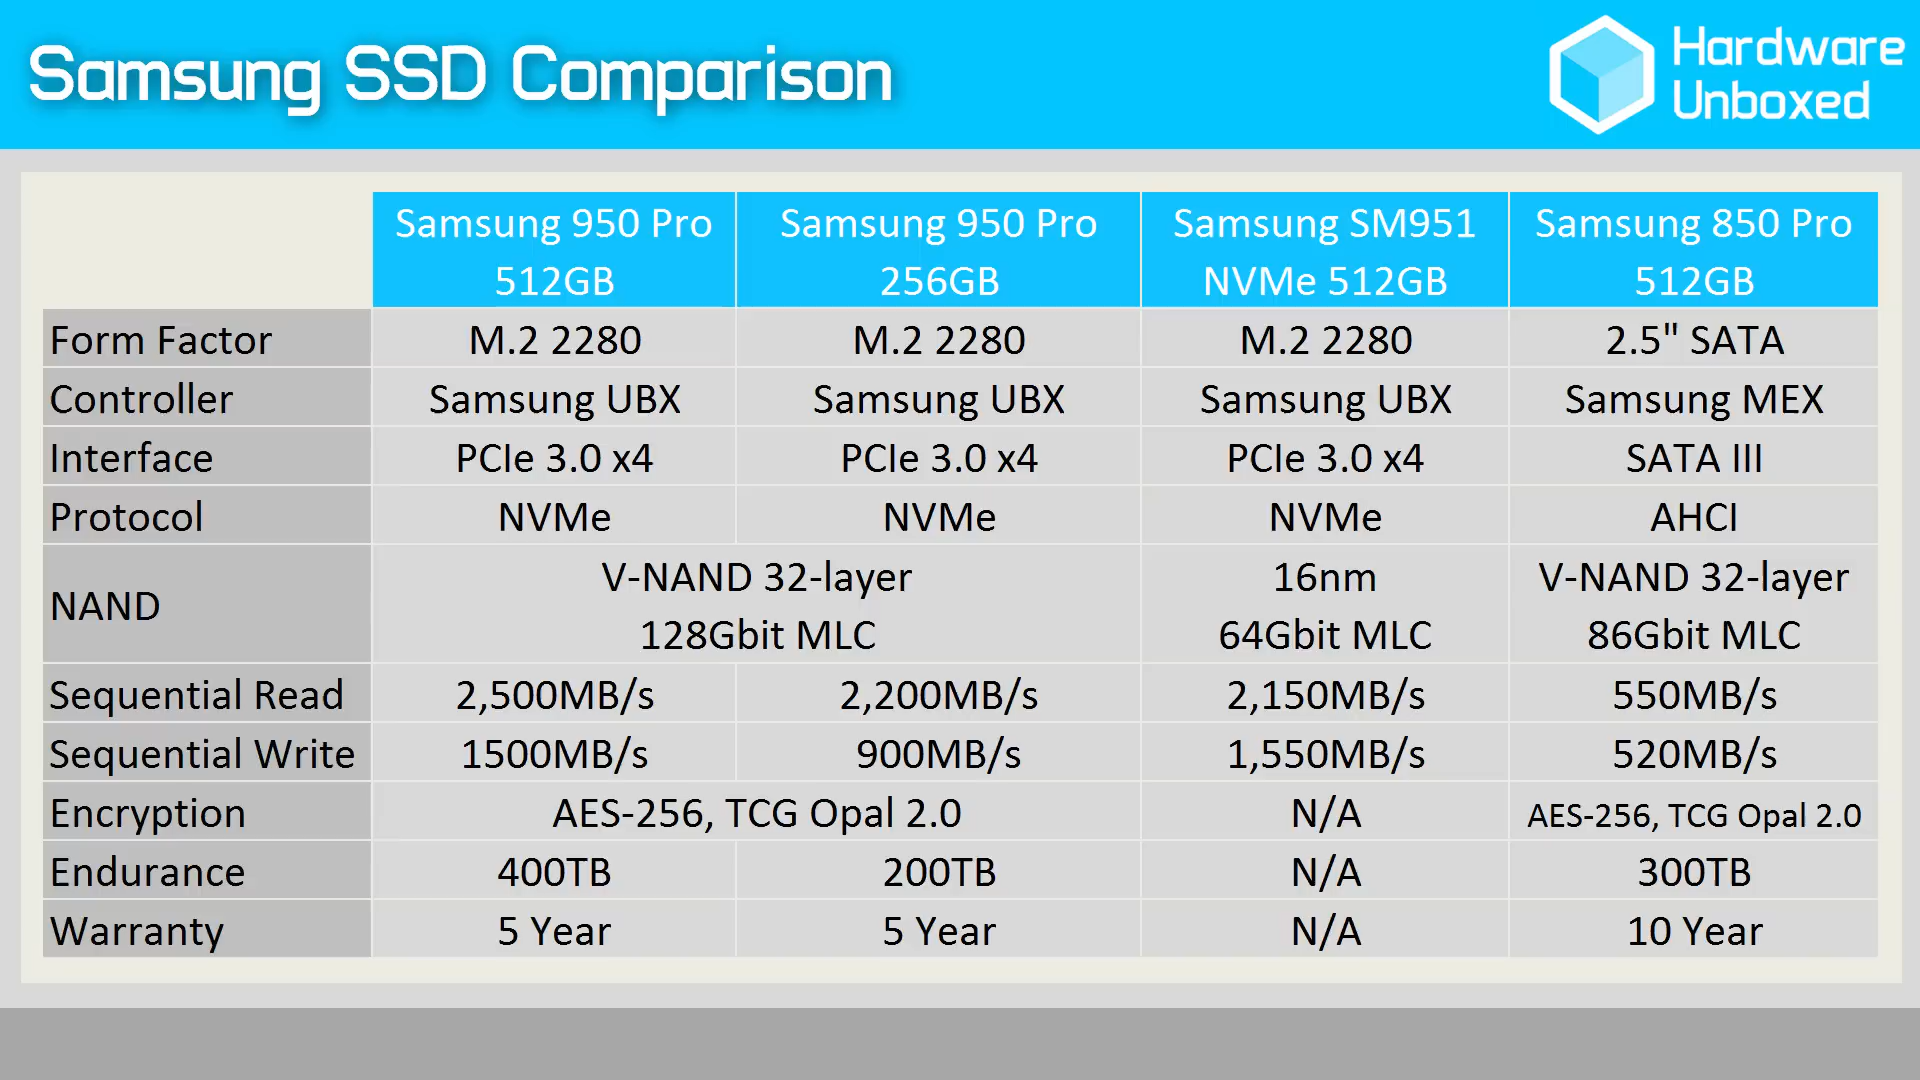 Samsung SSD Comparison
Hardware
Unboxed
Samsung 950 Pro
512GB
Samsung 950 Pro
256GB
Samsung SM951
NVMe 512GB
Samsung 850 Pro
512GB
Form Factor M.2 2280 M.2 2280 M.2 2280 2.5" SATA
Controller Samsung UBX Samsung UBX Samsung UBX Samsung MEX
Interface PCIe 3.0 x4 PCIe 3.0 x4 PCIe 3.0 x4 SATA III
Protocol NVMe NVMe NVMe AHCI
NAND
V-NAND 32-layer
128Gbit MLC
16nm
64Gbit MLC
V-NAND 32-layer
86Gbit MLC
Sequential Read 2,500MB/s 2,200MB/s 2,150MB/s 550MB/s
Sequential Write 1500MB/s 900MB/s 1,550MB/s 520MB/s
Encryption AES-256, TCG Opal 2.0 N/A AES-256, TCG Opal 2.0
Endurance 400TB 200TB N/A 300TB
Warranty 5 Year 5 Year N/A 10 Year